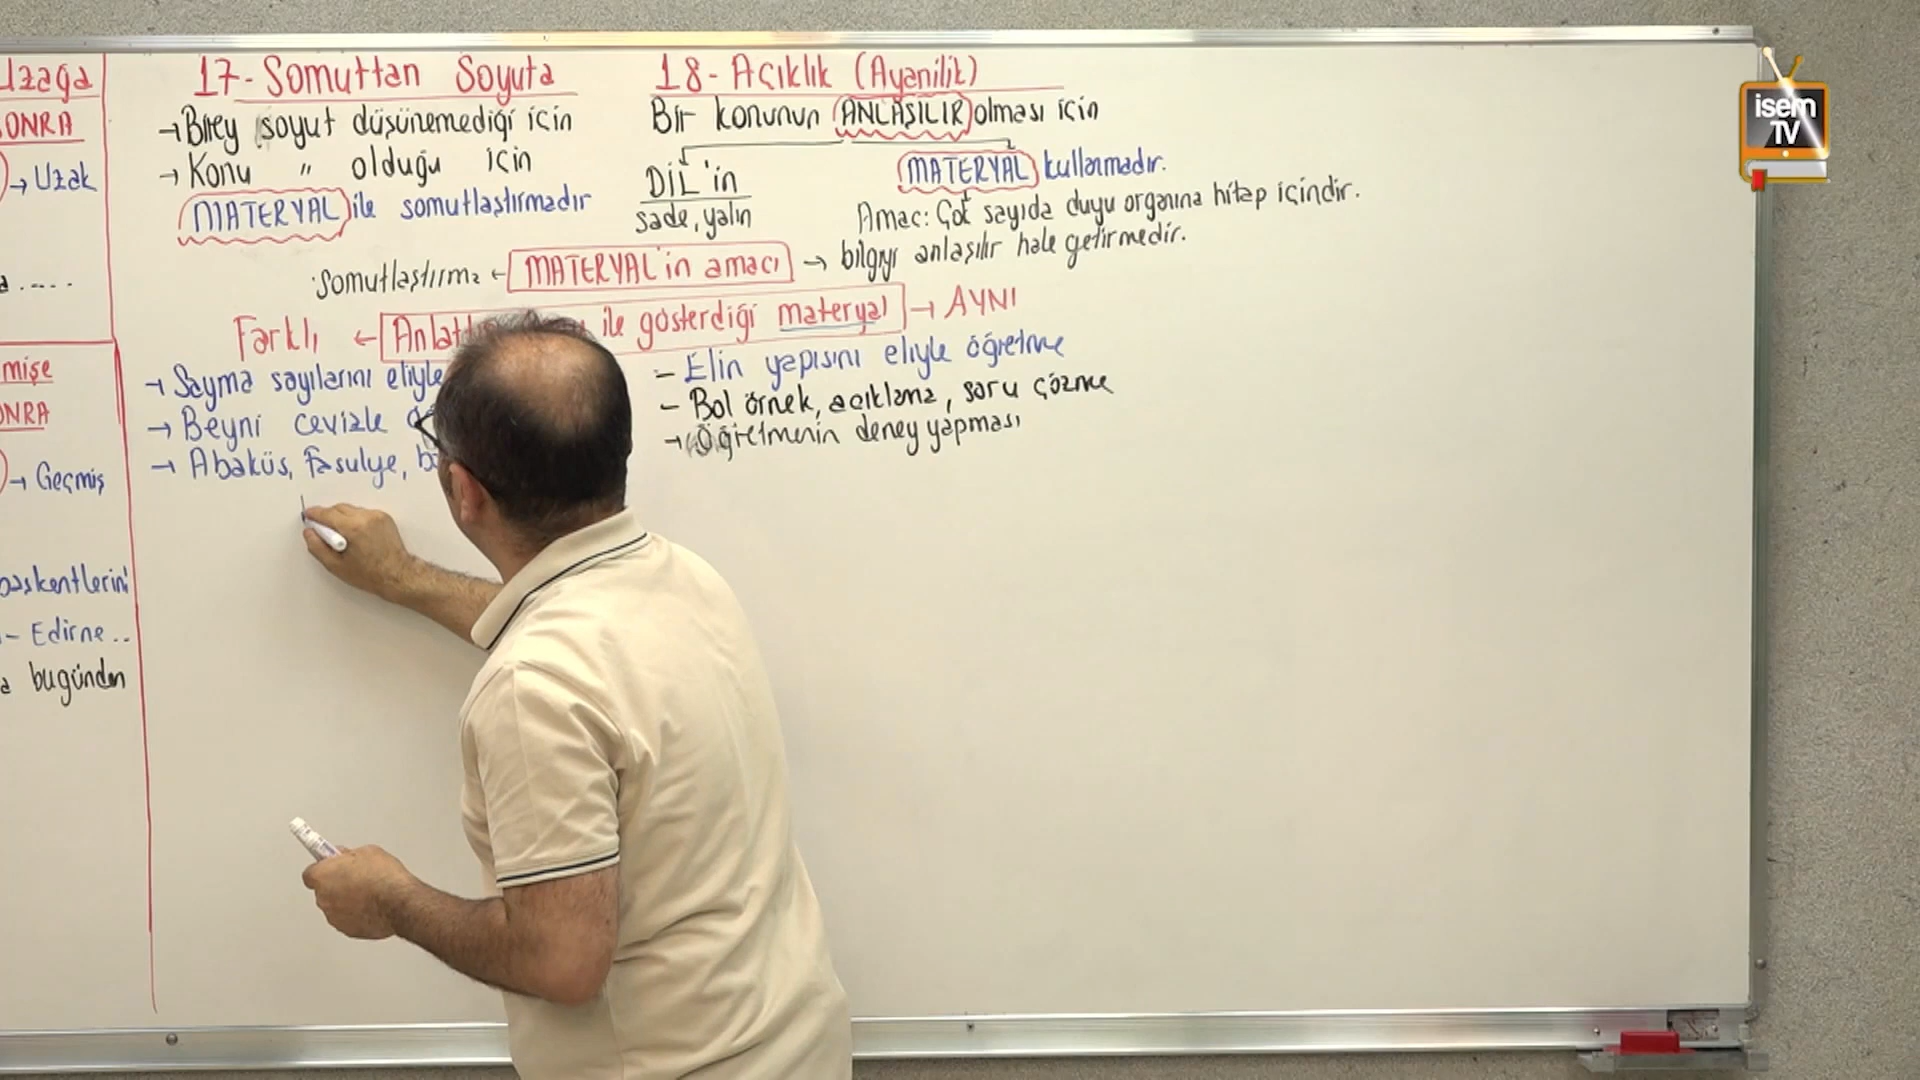 Uzağa
ONRA
→ Uzak
a .....
mişe
ONRA
→ Geçmiş
başkentlerini
- Edirne..
a bugünden
17- Somuttan Soyuta
→ Birey soyut düşünemediği için
→ Konu " olduğu için
MATERYAL ile somutlaştırmadır
18- Açıklık (Ayanilik)
Bir konunun ANLAŞILIR olması için
DİL'in
sade, yalın
MATERYAL kullanmadır.
Amaç: Çok sayıda duyu organına hitap içindir.
Somutlaştırma ← MATERYAL'in amacı → bilgiyi anlaşılır hale getirmedir.
Farklı ← ile gösterdiği materyal → AYNI
→ Sayma sayılarını eliyle
→ Beyni cevizle
→ Abaküs, Fasulye,
- Elin yapısını eliyle öğretme
- Bol örnek, açıklama, soru çözme
→ Öğretmenin deney yapması
isem
TV